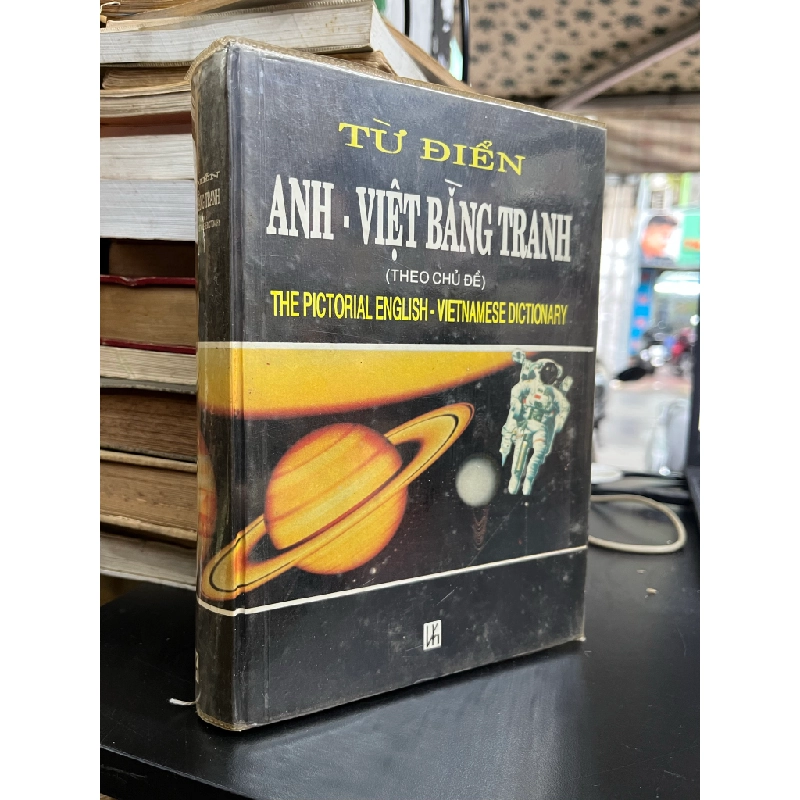 TỪ ĐIỂN
ANH - VIỆT BẰNG TRANH
(THEO CHỦ ĐỀ)
THE PICTORIAL ENGLISH - VIETNAMESE DICTIONARY